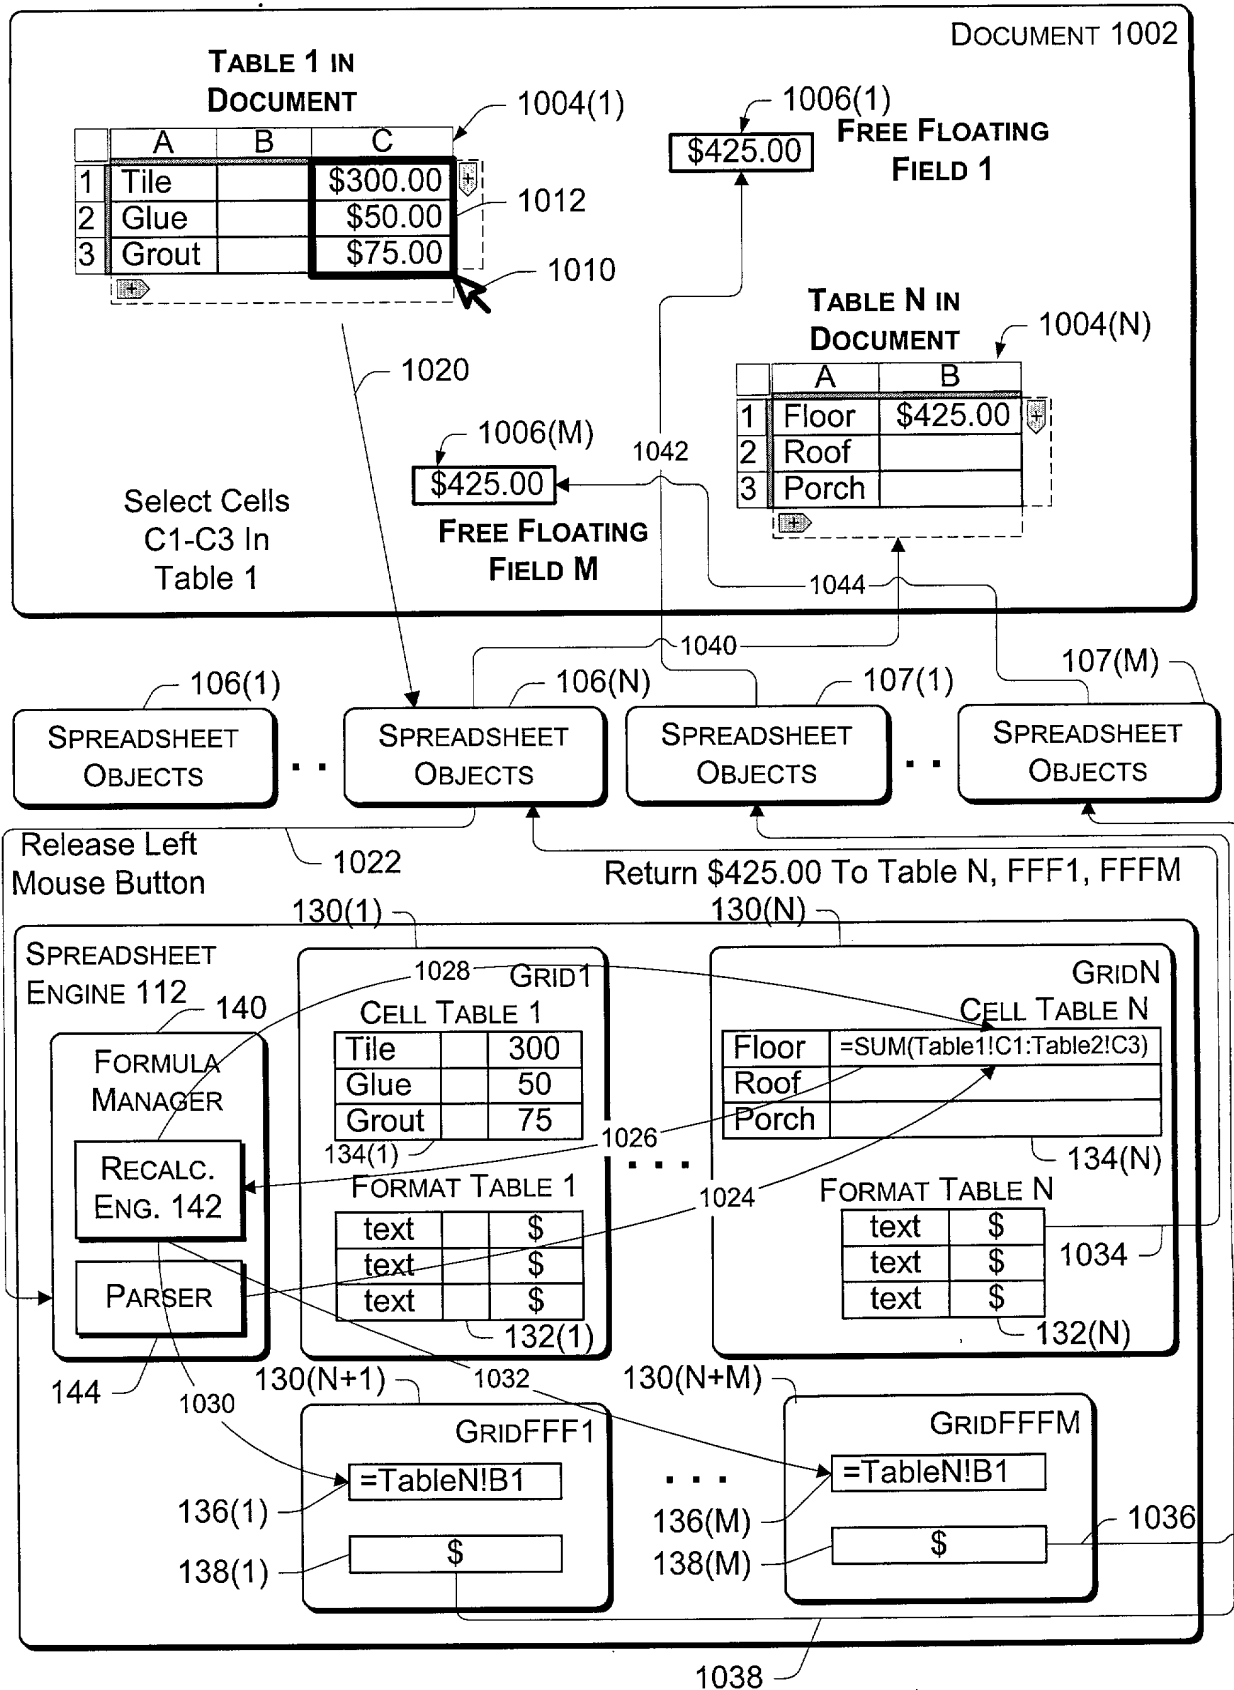 DOCUMENT 1002
TABLE 1 IN
DOCUMENT
1004(1)
A B C
1 Tile $300.00
2 Glue $50.00
3 Grout $75.00
1012
1010
1006(1)
$425.00
FREE FLOATING
FIELD 1
TABLE N IN
DOCUMENT
1004(N)
A B
1 Floor $425.00
2 Roof
3 Porch
1020
1042
1006(M)
$425.00
FREE FLOATING
FIELD M
Select Cells
C1-C3 In
Table 1
1044
1040
106(1)
106(N)
107(1)
107(M)
SPREADSHEET
OBJECTS
. .
SPREADSHEET
OBJECTS
SPREADSHEET
OBJECTS
. .
SPREADSHEET
OBJECTS
Release Left
Mouse Button
1022
Return $425.00 To Table N, FFF1, FFFM
130(1)
130(N)
SPREADSHEET
ENGINE 112
140
FORMULA
MANAGER
RECALC.
ENG. 142
PARSER
144
1028
GRID1
CELL TABLE 1
Tile 300
Glue 50
Grout 75
134(1)
FORMAT TABLE 1
text $
text $
text $
132(1)
1026
. . .
1024
GRIDN
CELL TABLE N
Floor =SUM(Table1!C1:Table2!C3)
Roof
Porch
134(N)
FORMAT TABLE N
text $
text $
text $
1034
132(N)
1030
1032
130(N+1)
GRIDFFF1
=TableN!B1
136(1)
$
138(1)
. . .
130(N+M)
GRIDFFFM
=TableN!B1
136(M)
$
138(M)
1036
1038